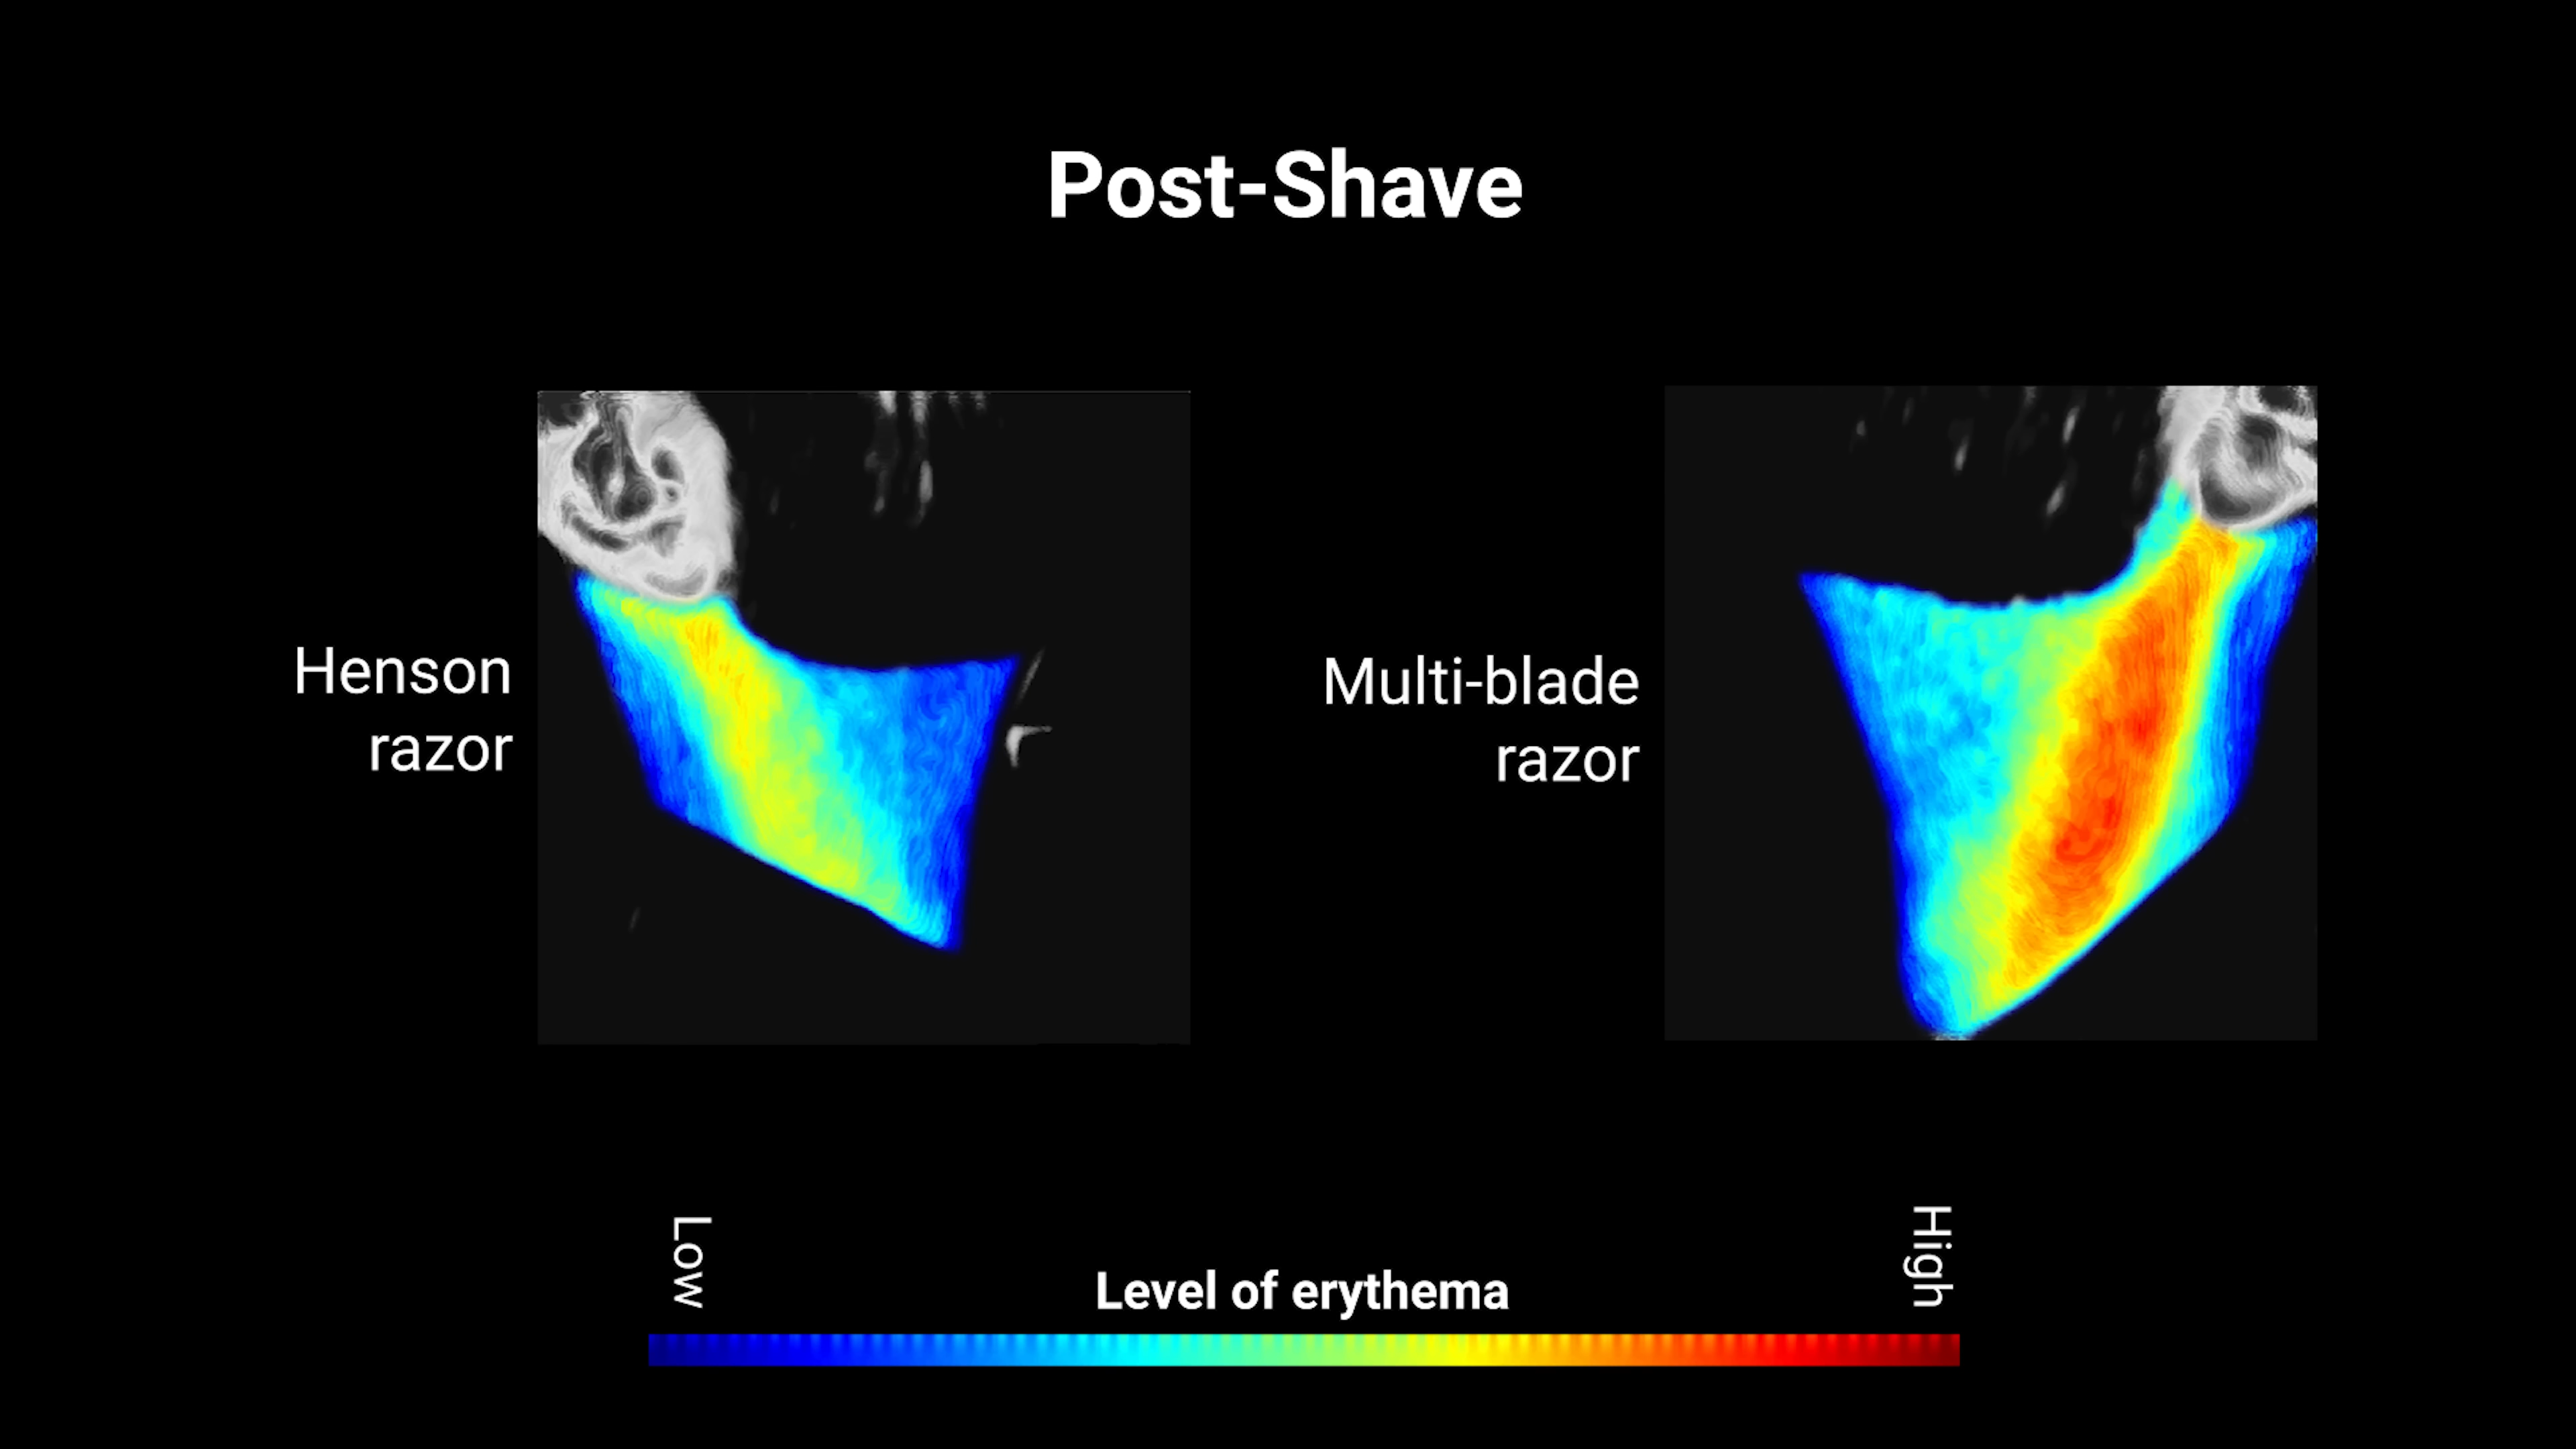 Post-Shave
Henson
razor
Multi-blade
razor
Low
High
Level of erythema